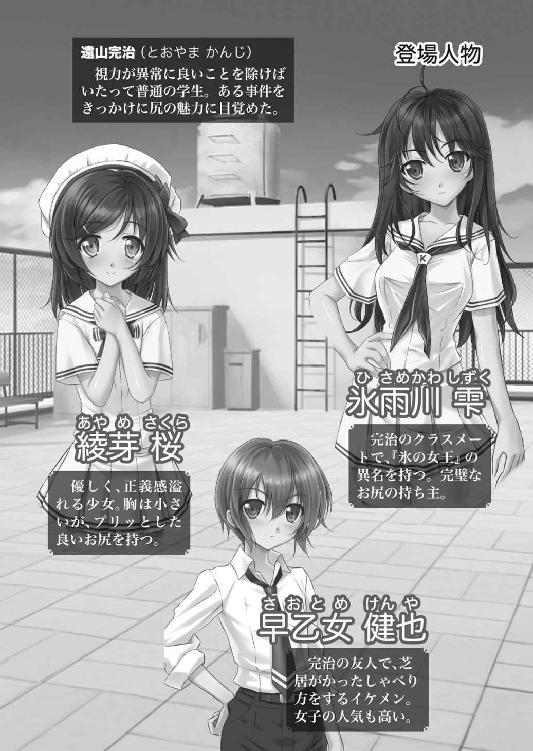 登場人物
遠山完治（とおやま かんじ）
視力が異常に良いことを除けば
いたって普通の学生。ある事件を
きっかけに尻の魅力に目覚めた。
K
ひさめかわ しずく
氷雨川 雫
完治のクラスメー
トで、『氷の女王』の
異名を持つ。完璧な
お尻の持ち主。
あやめ さくら
綾芽 桜
優しく、正義感溢
れる少女。胸は小さ
いが、プリッとした
良いお尻を持つ。
さおとめ けんや
早乙女 健也
完治の友人で、芝
居がかったしゃべり
方をするイケメン。
女子の人気も高い。